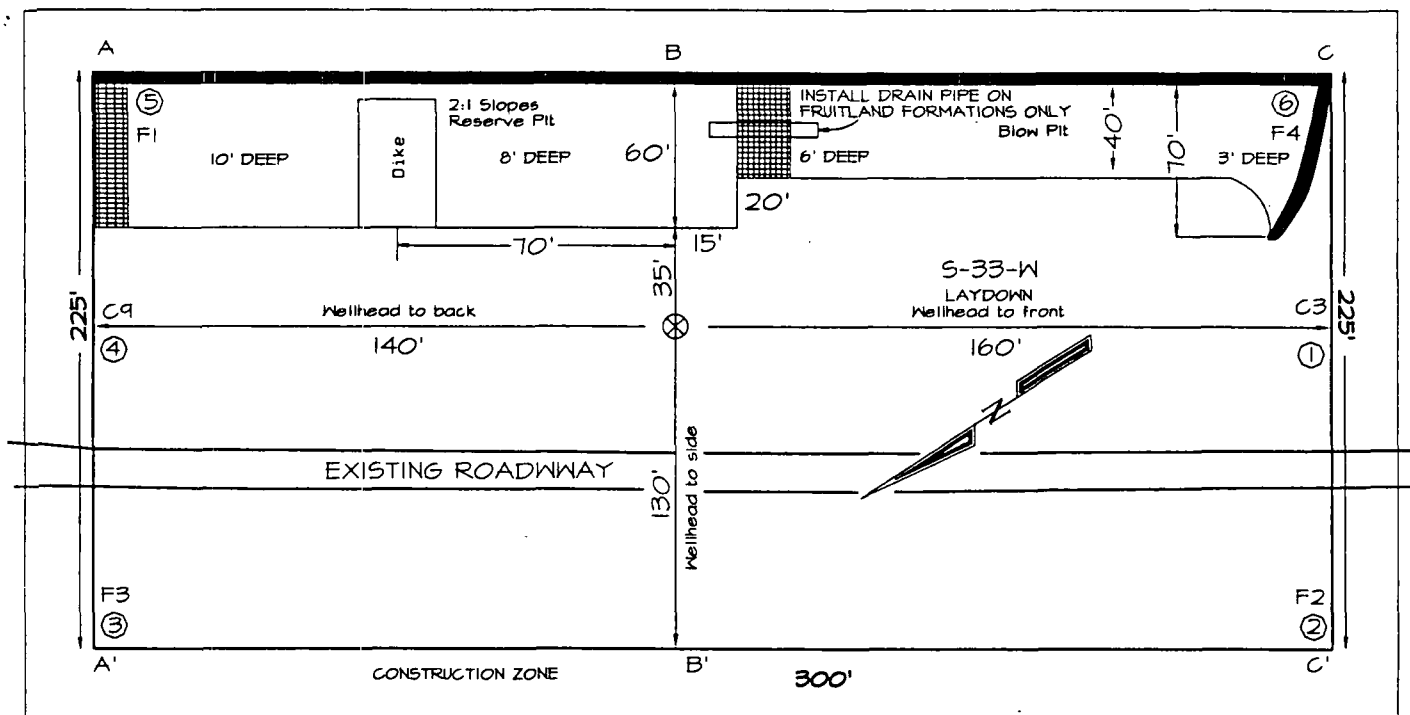 A
B
C
⑤
F1
10' DEEP
Dike
2:1 Slopes
Reserve Pit
8' DEEP
60'
INSTALL DRAIN PIPE ON
FRUITLAND FORMATIONS ONLY
Blow Pit
6' DEEP
40'
70'
⑥
F4
3' DEEP
20'
70'
15'
35'
S-33-W
LAYDOWN
Wellhead to front
225'
225'
C9
Wellhead to back
C3
④
140'
160'
①
N
EXISTING ROADWWAY
130'
Wellhead to side
F3
③
F2
②
A'
CONSTRUCTION ZONE
B'
300'
C'